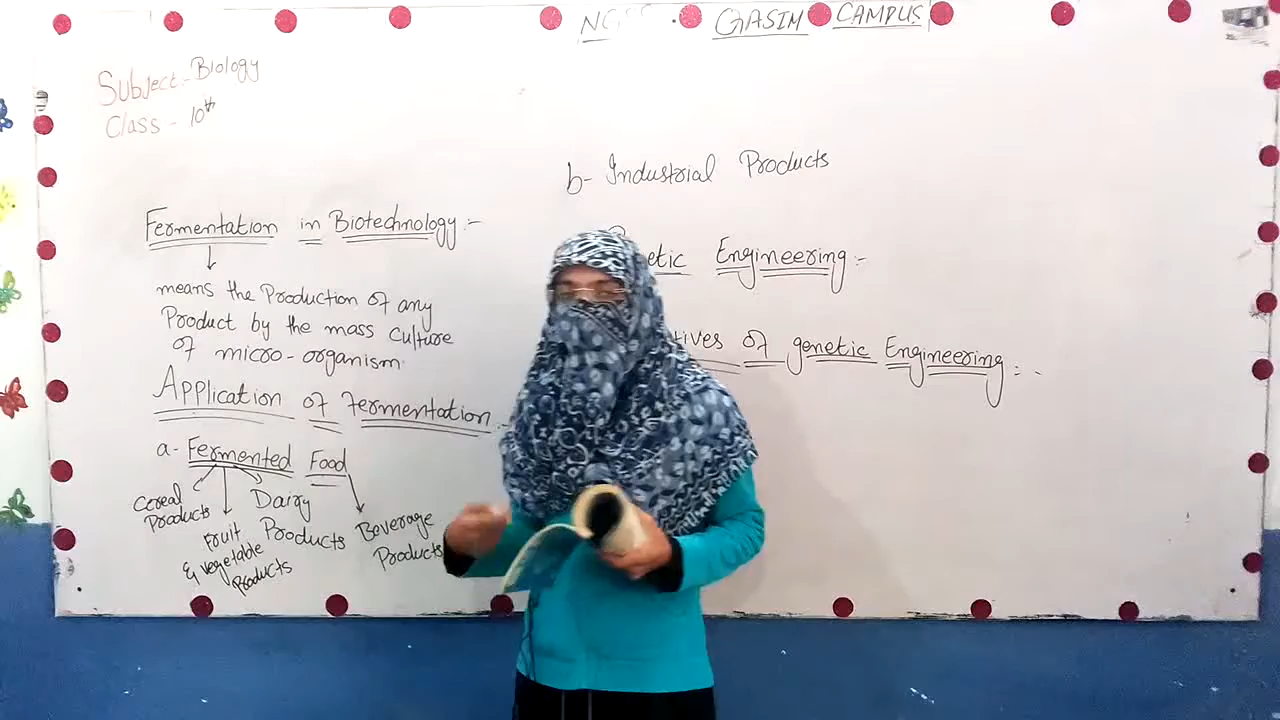 GASIM CAMPUS
Subject:- Biology
Class - 10th
Fermentation in Biotechnology:-
means the Production of any
Product by the mass culture
of micro-organism.
Application of Fermentation
a- Fermented Food
Cereal
Products
Fruit
& vegetable
Products
Dairy
Products
Beverage
Products
b- Industrial Products
etic Engineering:-
tives of genetic Engineering:-